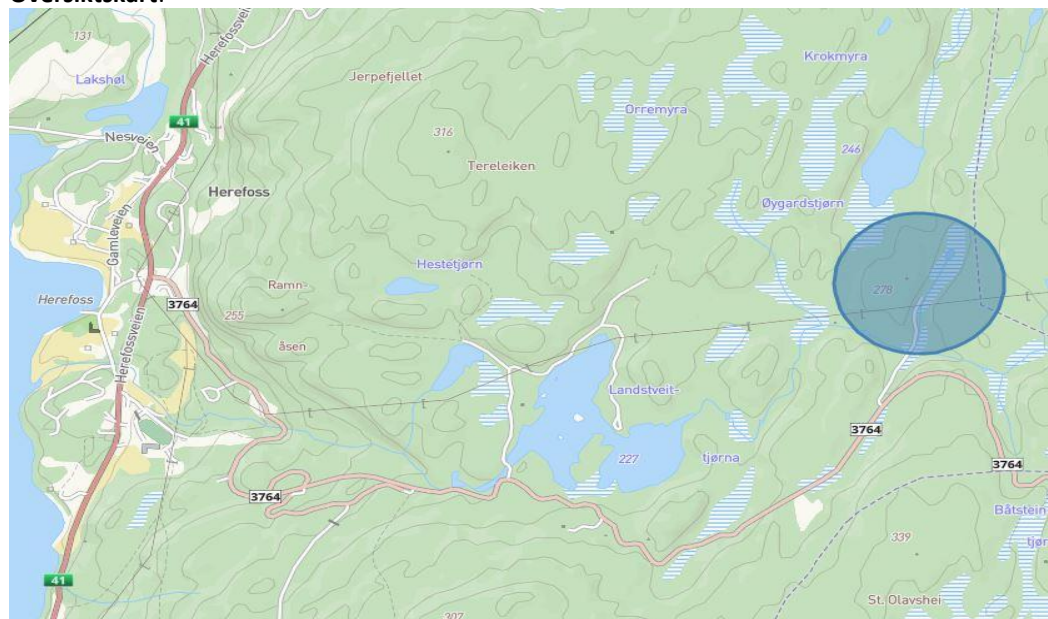 Oversiktskart:
131
Herefossveien
Krokmyra
Lakshøl
Jerpefjellet
Orremyra
41
Nesveien
316
246
Tereleiken
Herefoss
Øygardstjørn
Gamleveien
Hestetjørn
Herefoss
3764
Ramn-
278
255
åsen
Herefossveien
Landstveit-
3764
227
tjørna
3764
3764
Båtstein
tjør
339
41
St. Olavshei
307